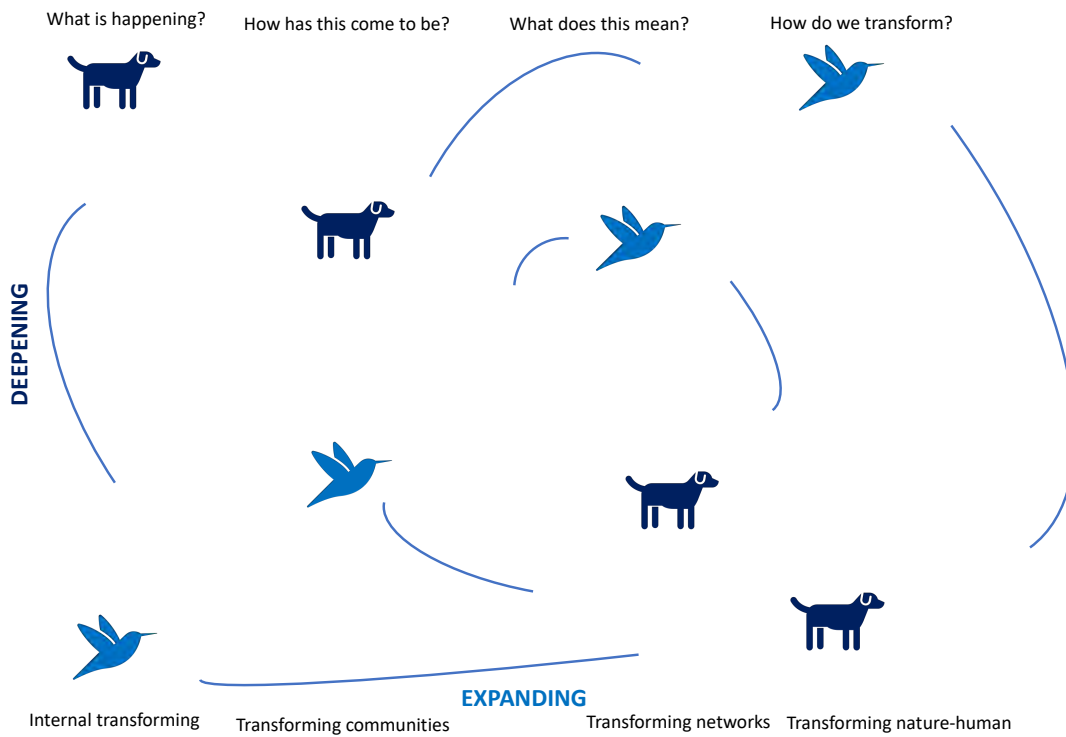 What is happening?
How has this come to be?
What does this mean?
How do we transform?
DEEPENING
EXPANDING
Internal transforming
Transforming communities
Transforming networks
Transforming nature-human